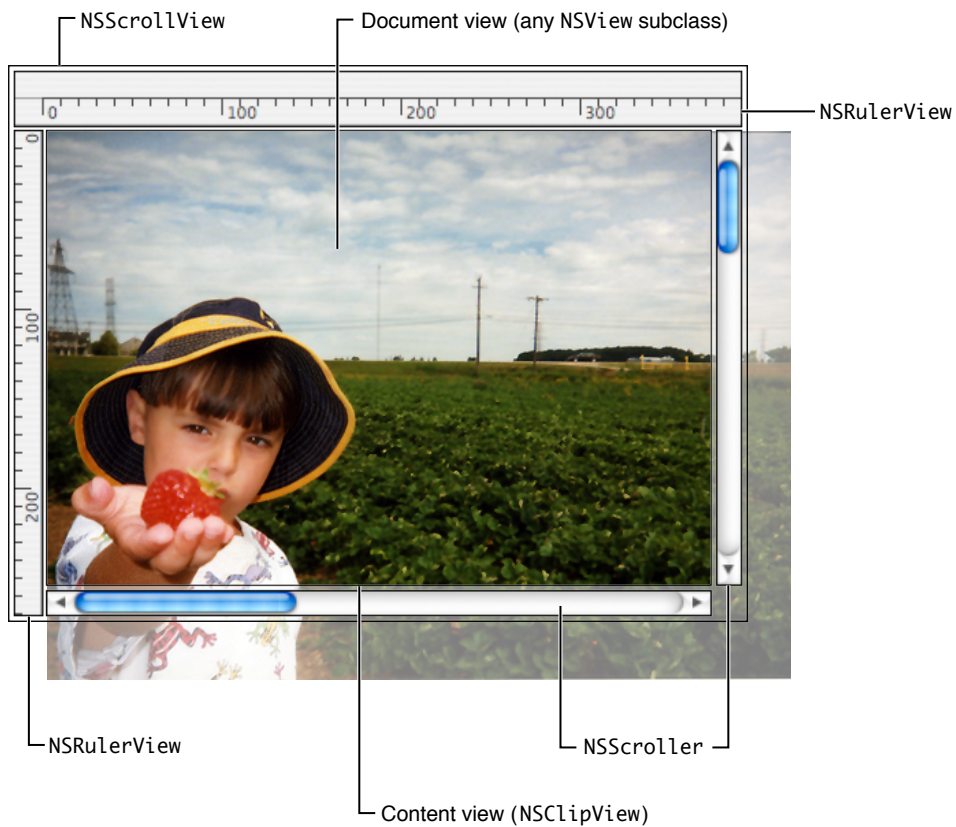 NSScrollView
Document view (any NSView subclass)
0 100 200 300
NSRulerView
0
100
200
NSRulerView
NSScroller
Content view (NSClipView)